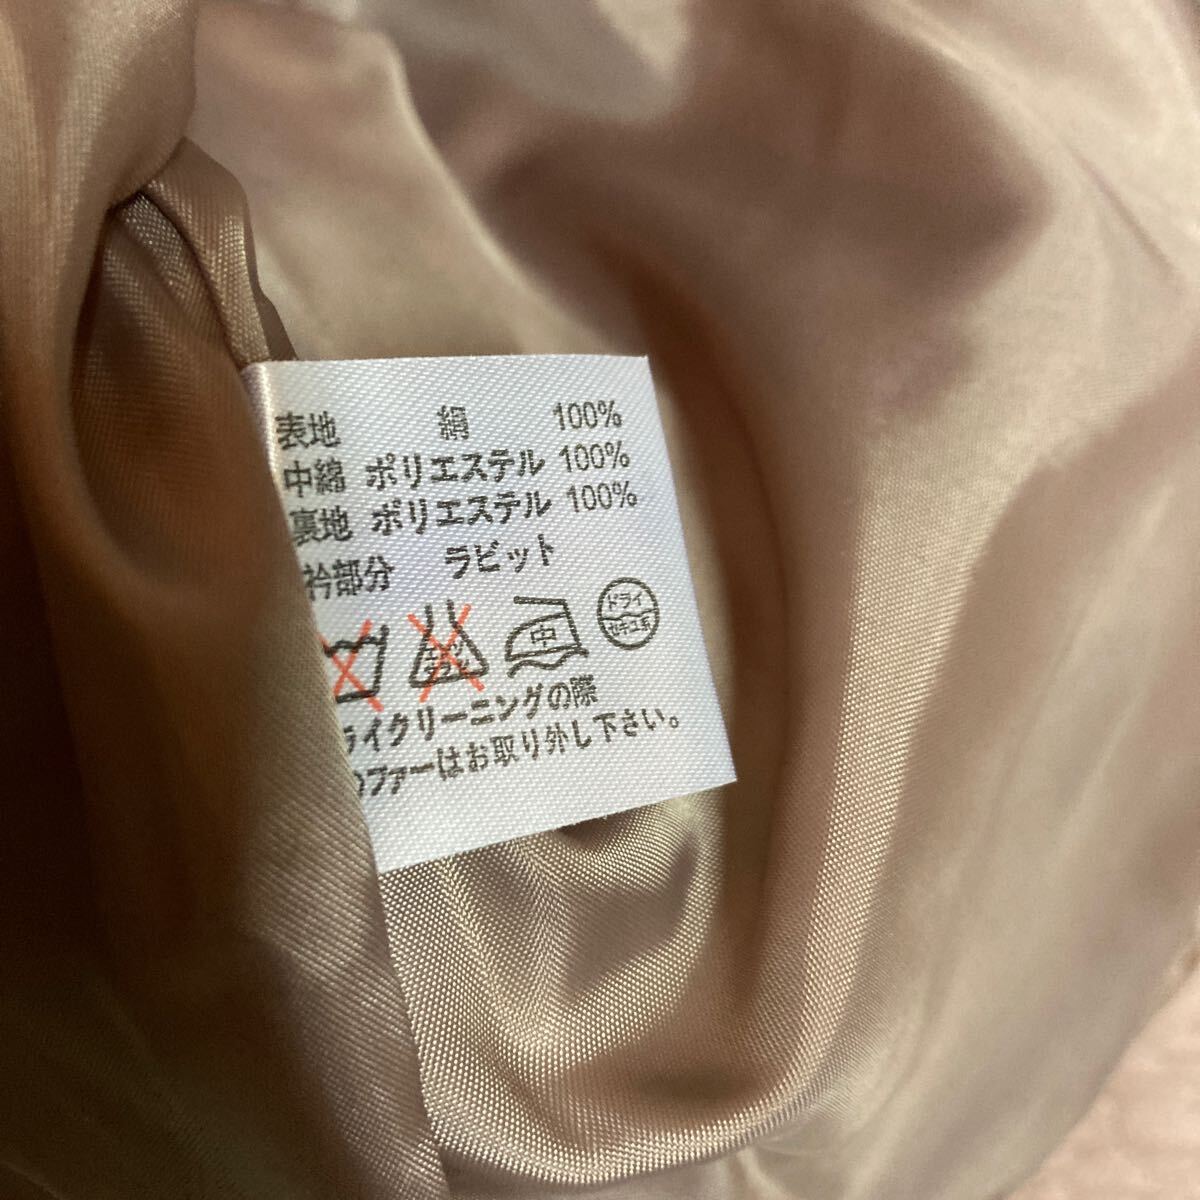 表地 絹 100%
中綿 ポリエステル 100%
裏地 ポリエステル 100%
衿部分 ラビット
中 ドライ
ライクリーニングの際
のファーはお取り外し下さい。